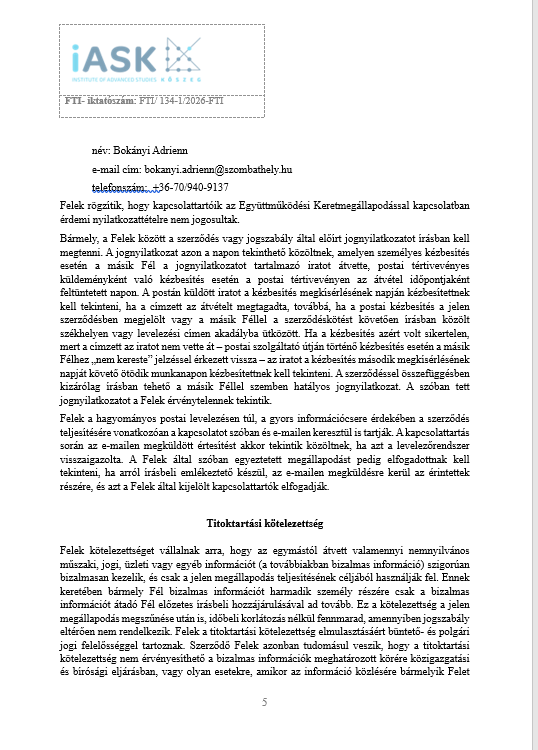 iASK
INSTITUTE OF ADVANCED STUDIES KŐSZEG
FTI- iktatószám: FTI/ 134-1/2026-FTI
név: Bokányi Adrienn
e-mail cím: bokanyi.adrienn@szombathely.hu
telefonszám: +36-70/940-9137
Felek rögzítik, hogy kapcsolattartóik az Együttműködési Keretmegállapodással kapcsolatban
érdemi nyilatkozattételre nem jogosultak.
Bármely, a Felek között a szerződés vagy jogszabály által előírt jognyilatkozatot írásban kell
megtenni. A jognyilatkozat azon a napon tekinthető közöltnek, amelyen személyes kézbesítés
esetén a másik Fél a jognyilatkozatot tartalmazó iratot átvette, postai tértivevényes
küldeményként való kézbesítés esetén a postai tértivevényen az átvétel időpontjaként
feltüntetett napon. A postán küldött iratot a kézbesítés megkísérlésének napján kézbesítettnek
kell tekinteni, ha a címzett az átvételt megtagadta, továbbá, ha a postai kézbesítés a jelen
szerződésben megjelölt vagy a másik Féllel a szerződéskötést követően írásban közölt
székhelyen vagy levelezési címen akadályba ütközött. Ha a kézbesítés azért volt sikertelen,
mert a címzett az iratot nem vette át – postai szolgáltató útján történő kézbesítés esetén a másik
Félhez „nem kereste” jelzéssel érkezett vissza – az iratot a kézbesítés második megkísérlésének
napját követő ötödik munkanapon kézbesítettnek kell tekinteni. A szerződéssel összefüggésben
kizárólag írásban tehető a másik Féllel szemben hatályos jognyilatkozat. A szóban tett
jognyilatkozatot a Felek érvénytelennek tekintik.
Felek a hagyományos postai levelezésen túl, a gyors információcsere érdekében a szerződés
teljesítésére vonatkozóan a kapcsolatot szóban és e-mailen keresztül is tartják. A kapcsolattartás
során az e-mailen megküldött értesítést akkor tekintik közöltnek, ha azt a levelezőrendszer
visszaigazolta. A Felek által szóban egyeztetett megállapodást pedig elfogadottnak kell
tekinteni, ha arról írásbeli emlékeztető készül, az e-mailen megküldésre kerül az érintettek
részére, és azt a Felek által kijelölt kapcsolattartók elfogadják.
Titoktartási kötelezettség
Felek kötelezettséget vállalnak arra, hogy az egymástól átvett valamennyi nemnyilvános
műszaki, jogi, üzleti vagy egyéb információt (a továbbiakban bizalmas információ) szigorúan
bizalmasan kezelik, és csak a jelen megállapodás teljesítésének céljából használják fel. Ennek
keretében bármely Fél bizalmas információt harmadik személy részére csak a bizalmas
információt átadó Fél előzetes írásbeli hozzájárulásával ad tovább. Ez a kötelezettség a jelen
megállapodás megszűnése után is, időbeli korlátozás nélkül fennmarad, amennyiben jogszabály
eltérően nem rendelkezik. Felek a titoktartási kötelezettség elmulasztásáért büntető- és polgári
jogi felelősséggel tartoznak. Szerződő Felek azonban tudomásul veszik, hogy a titoktartási
kötelezettség nem érvényesíthető a bizalmas információk meghatározott körére közigazgatási
és bírósági eljárásban, vagy olyan esetekre, amikor az információ közlésére bármelyik Felet
5